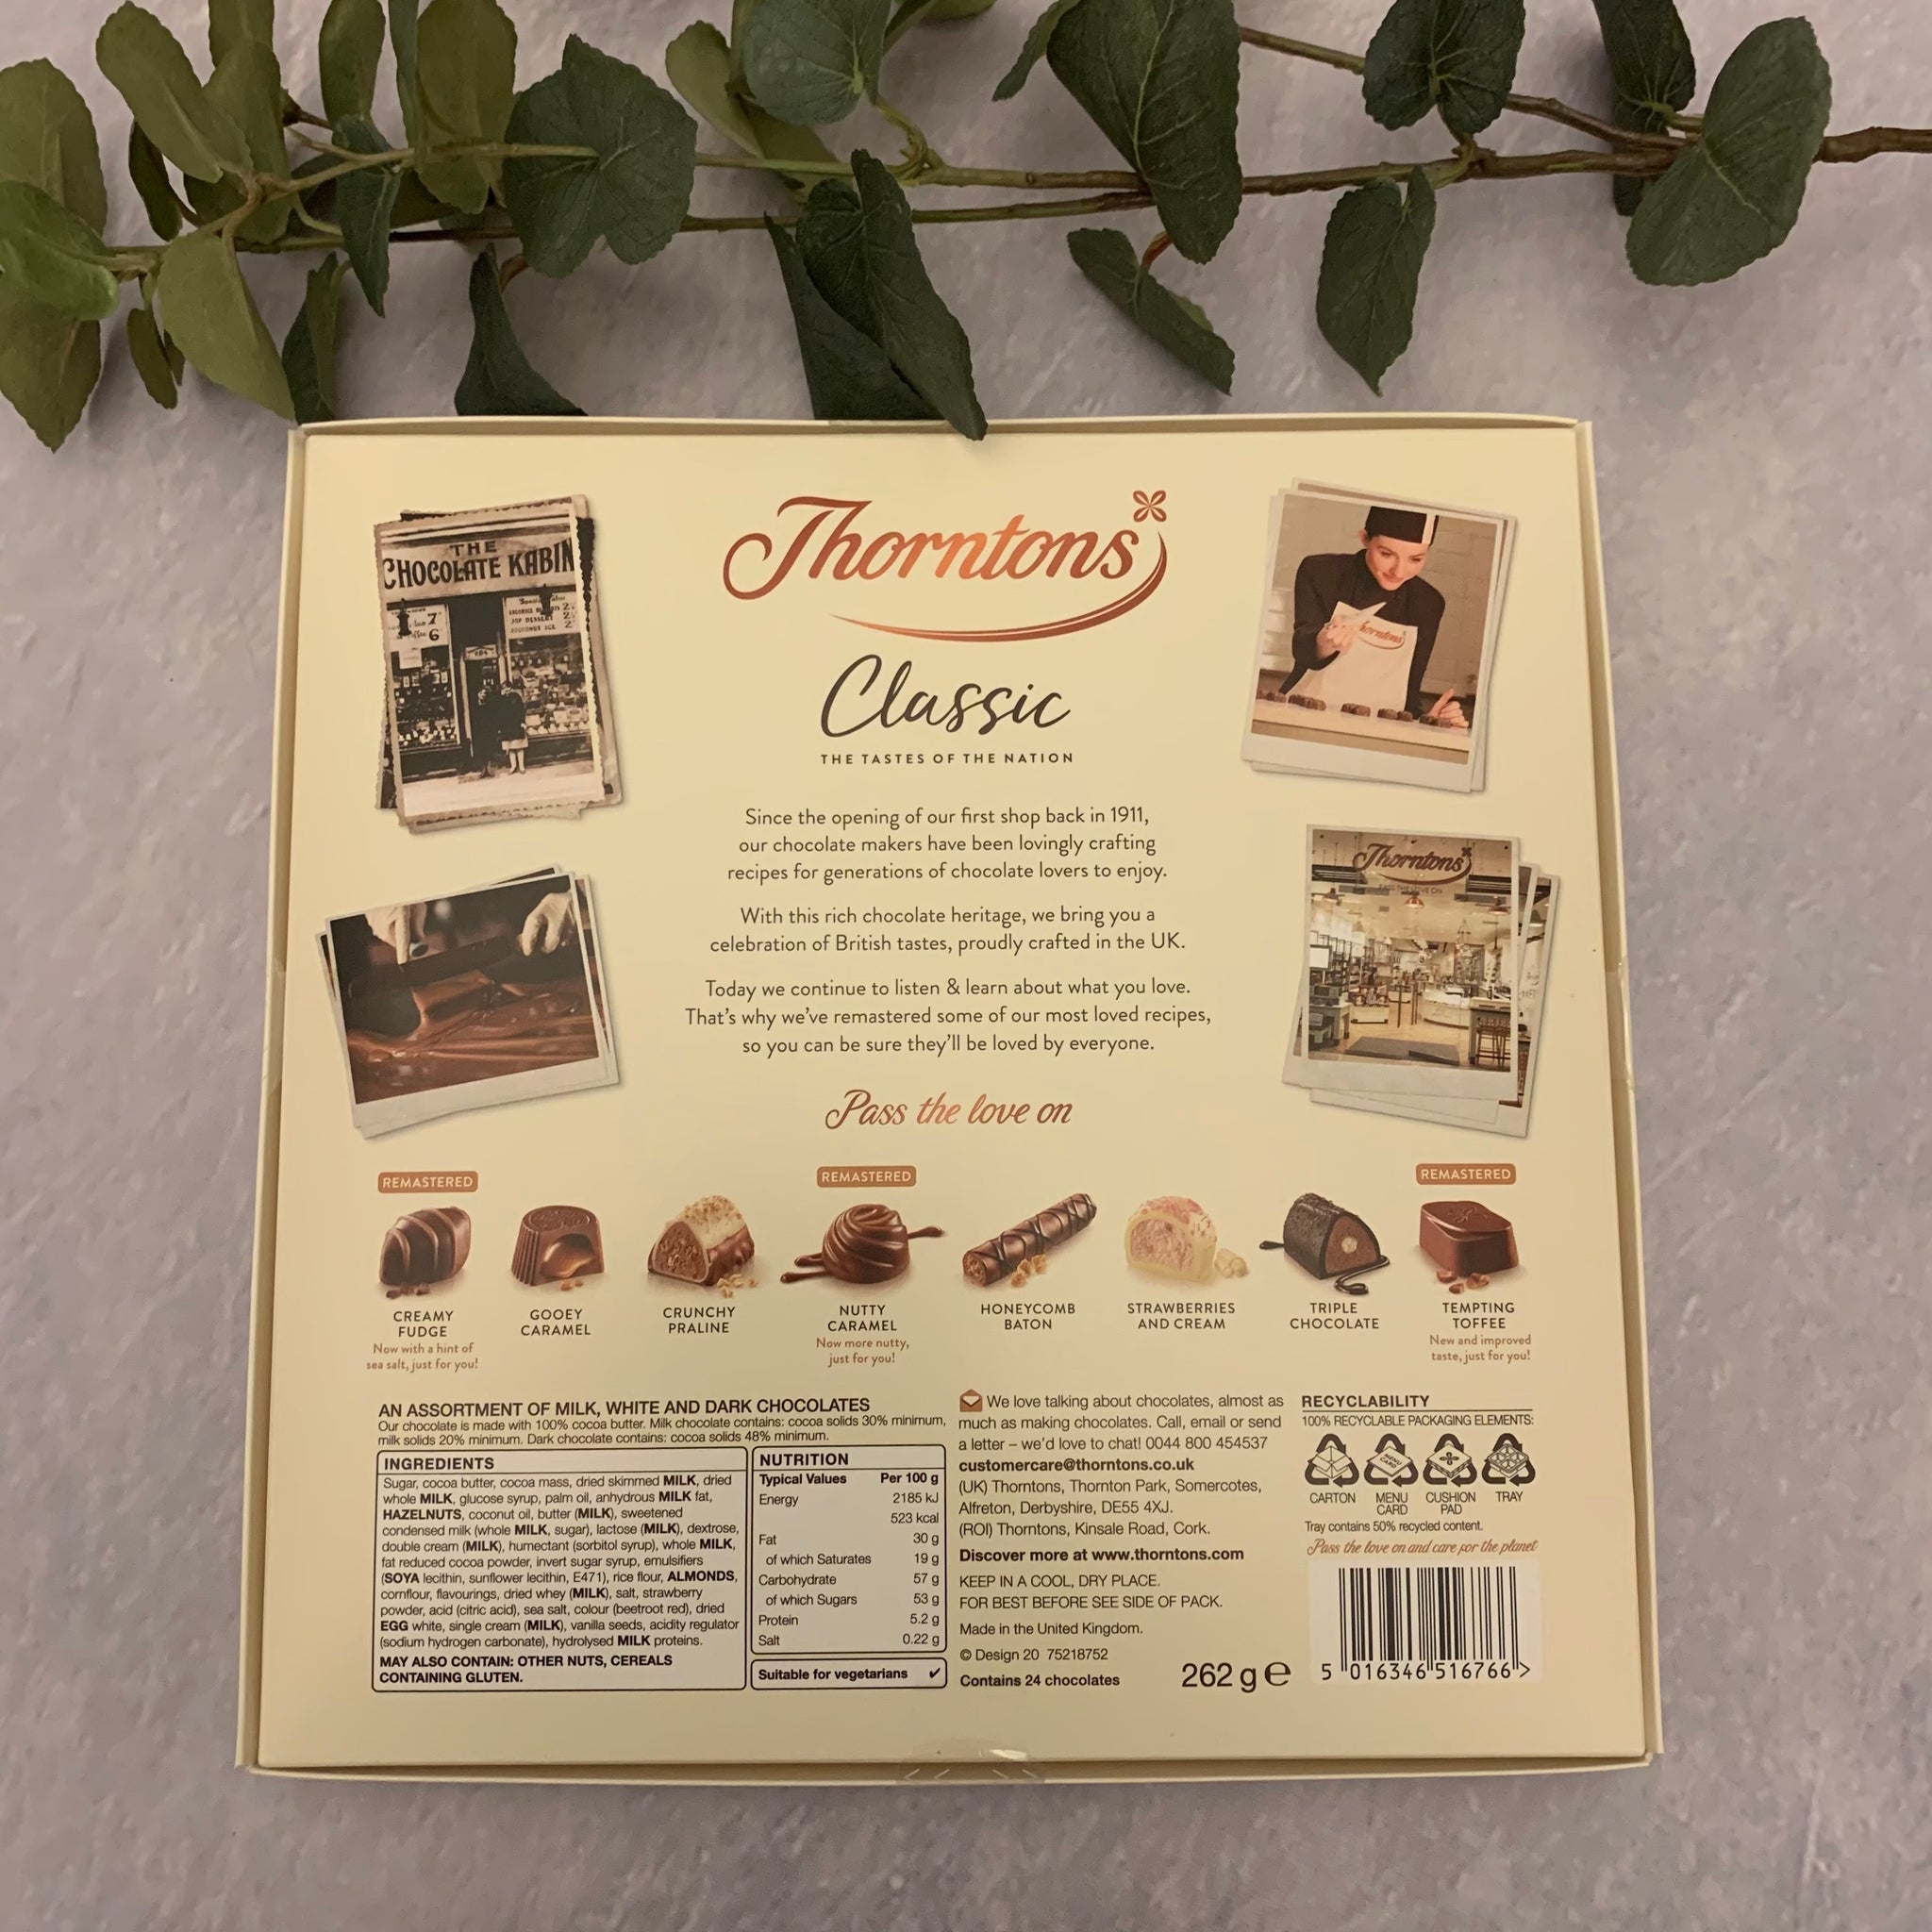 THE
CHOCOLATE KABIN
7
6
Thorntons
Classic
THE TASTES OF THE NATION
Thorntons
Since the opening of our first shop back in 1911,
our chocolate makers have been lovingly crafting
recipes for generations of chocolate lovers to enjoy.
With this rich chocolate heritage, we bring you a
celebration of British tastes, proudly crafted in the UK.
Today we continue to listen & learn about what you love.
That's why we've remastered some of our most loved recipes,
so you can be sure they'll be loved by everyone.
Thorntons
PASS THE LOVE ON
Pass the love on
REMASTERED
CREAMY
FUDGE
Now with a hint of
sea salt, just for you!
GOOEY
CARAMEL
CRUNCHY
PRALINE
REMASTERED
NUTTY
CARAMEL
Now more nutty,
just for you!
HONEYCOMB
BATON
STRAWBERRIES
AND CREAM
TRIPLE
CHOCOLATE
REMASTERED
TEMPTING
TOFFEE
New and improved
taste, just for you!
AN ASSORTMENT OF MILK, WHITE AND DARK CHOCOLATES
Our chocolate is made with 100% cocoa butter. Milk chocolate contains: cocoa solids 30% minimum,
milk solids 20% minimum. Dark chocolate contains: cocoa solids 48% minimum.
INGREDIENTS
Sugar, cocoa butter, cocoa mass, dried skimmed MILK, dried
whole MILK, glucose syrup, palm oil, anhydrous MILK fat,
HAZELNUTS, coconut oil, butter (MILK), sweetened
condensed milk (whole MILK, sugar), lactose (MILK), dextrose,
double cream (MILK), humectant (sorbitol syrup), whole MILK,
fat reduced cocoa powder, invert sugar syrup, emulsifiers
(SOYA lecithin, sunflower lecithin, E471), rice flour, ALMONDS,
cornflour, flavourings, dried whey (MILK), salt, strawberry
powder, acid (citric acid), sea salt, colour (beetroot red), dried
EGG white, single cream (MILK), vanilla seeds, acidity regulator
(sodium hydrogen carbonate), hydrolysed MILK proteins.
MAY ALSO CONTAIN: OTHER NUTS, CEREALS
CONTAINING GLUTEN.
NUTRITION
Typical Values Per 100 g
Energy 2185 kJ
523 kcal
Fat 30 g
of which Saturates 19 g
Carbohydrate 57 g
of which Sugars 53 g
Protein 5.2 g
Salt 0.22 g
Suitable for vegetarians ✔
We love talking about chocolates, almost as
much as making chocolates. Call, email or send
a letter – we'd love to chat! 0044 800 454537
customercare@thorntons.co.uk
(UK) Thorntons, Thornton Park, Somercotes,
Alfreton, Derbyshire, DE55 4XJ.
(ROI) Thorntons, Kinsale Road, Cork.
Discover more at www.thorntons.com
KEEP IN A COOL, DRY PLACE.
FOR BEST BEFORE SEE SIDE OF PACK.
Made in the United Kingdom.
© Design 20 75218752
Contains 24 chocolates
262 g ℮
RECYCLABILITY
100% RECYCLABLE PACKAGING ELEMENTS:
MENU
CARD
CARTON
MENU
CARD
CUSHION
PAD
TRAY
Tray contains 50% recycled content.
Pass the love on and care for the planet
5 016346 516766 >